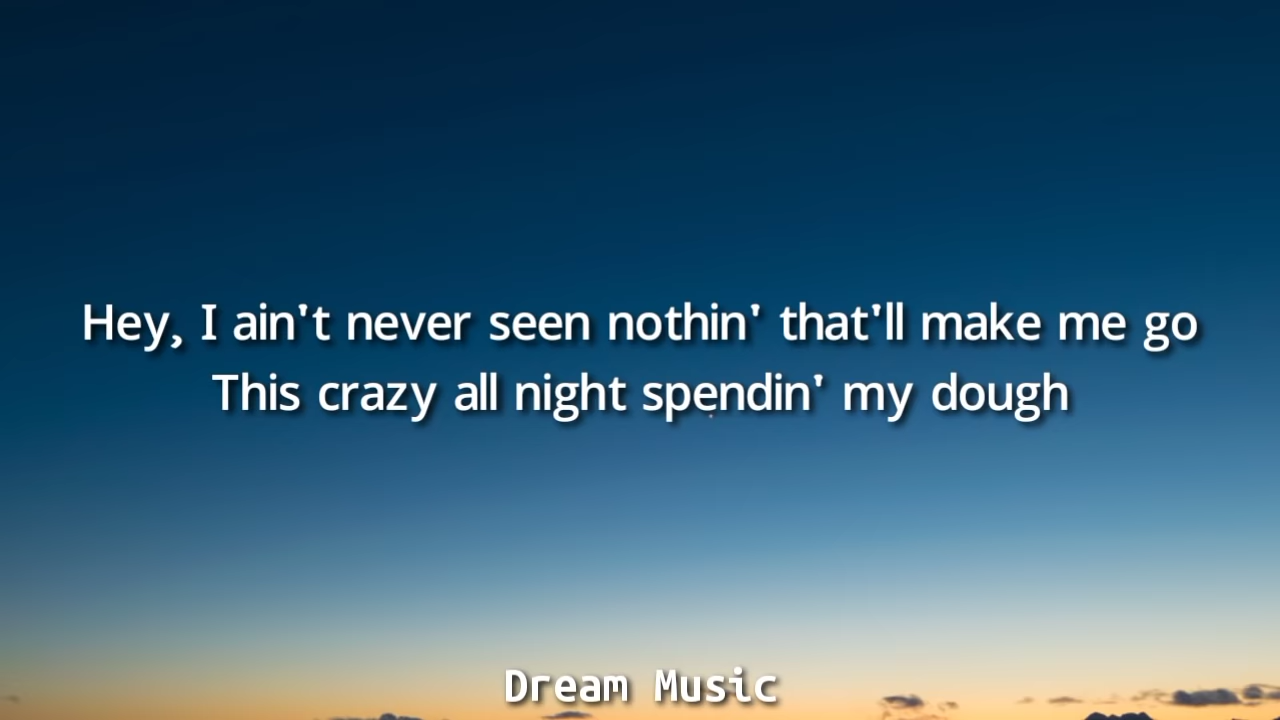 Hey, I ain't never seen nothin' that'll make me go
This crazy all night spendin' my dough
Dream Music